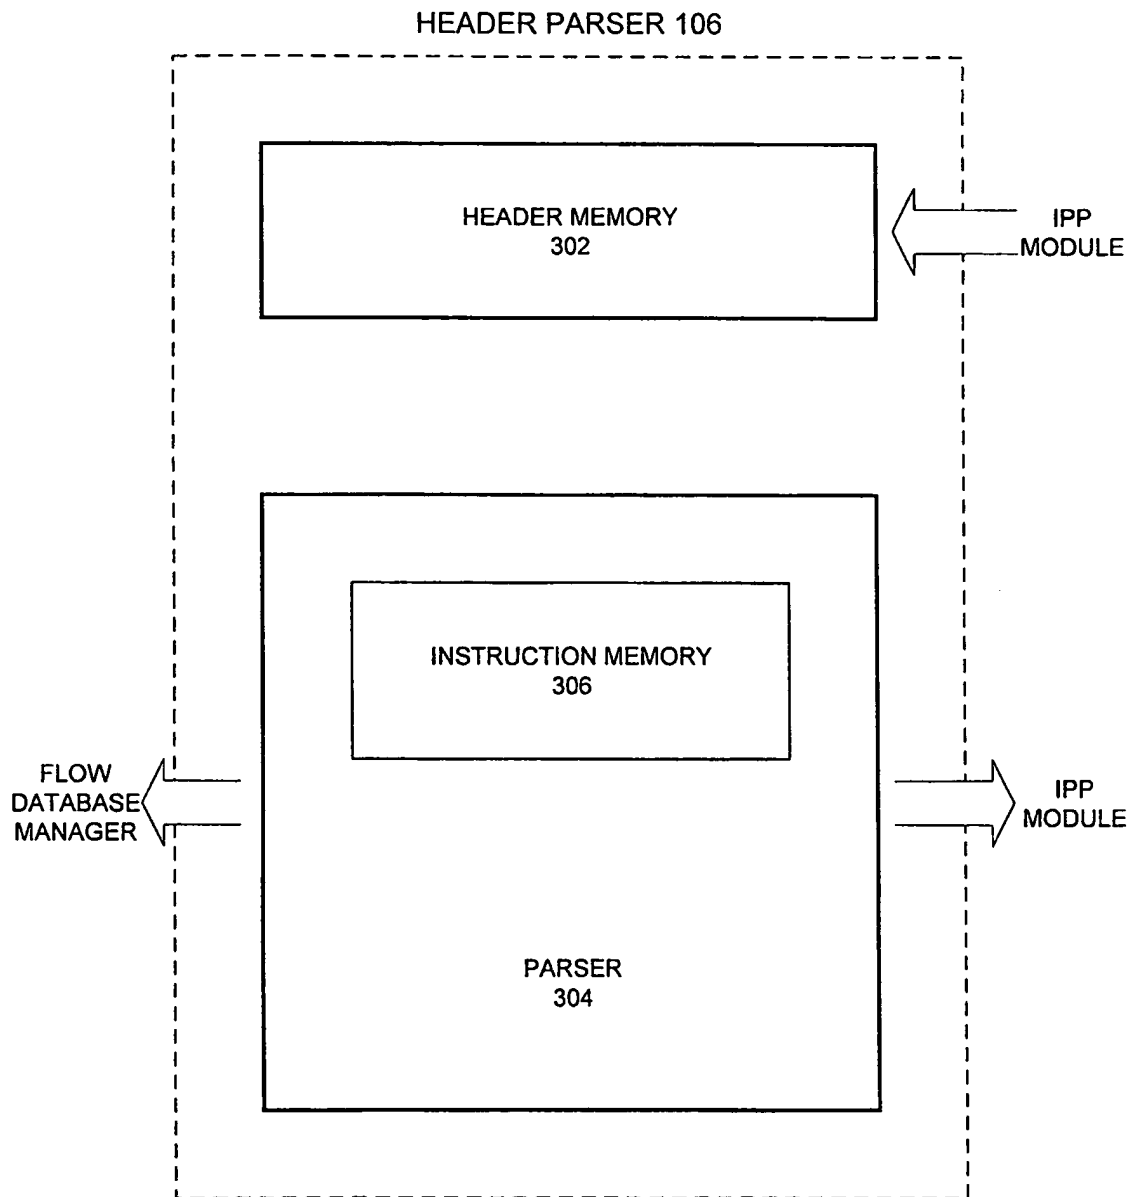 HEADER PARSER 106
HEADER MEMORY
302
IPP
MODULE
INSTRUCTION MEMORY
306
FLOW
DATABASE
MANAGER
IPP
MODULE
PARSER
304